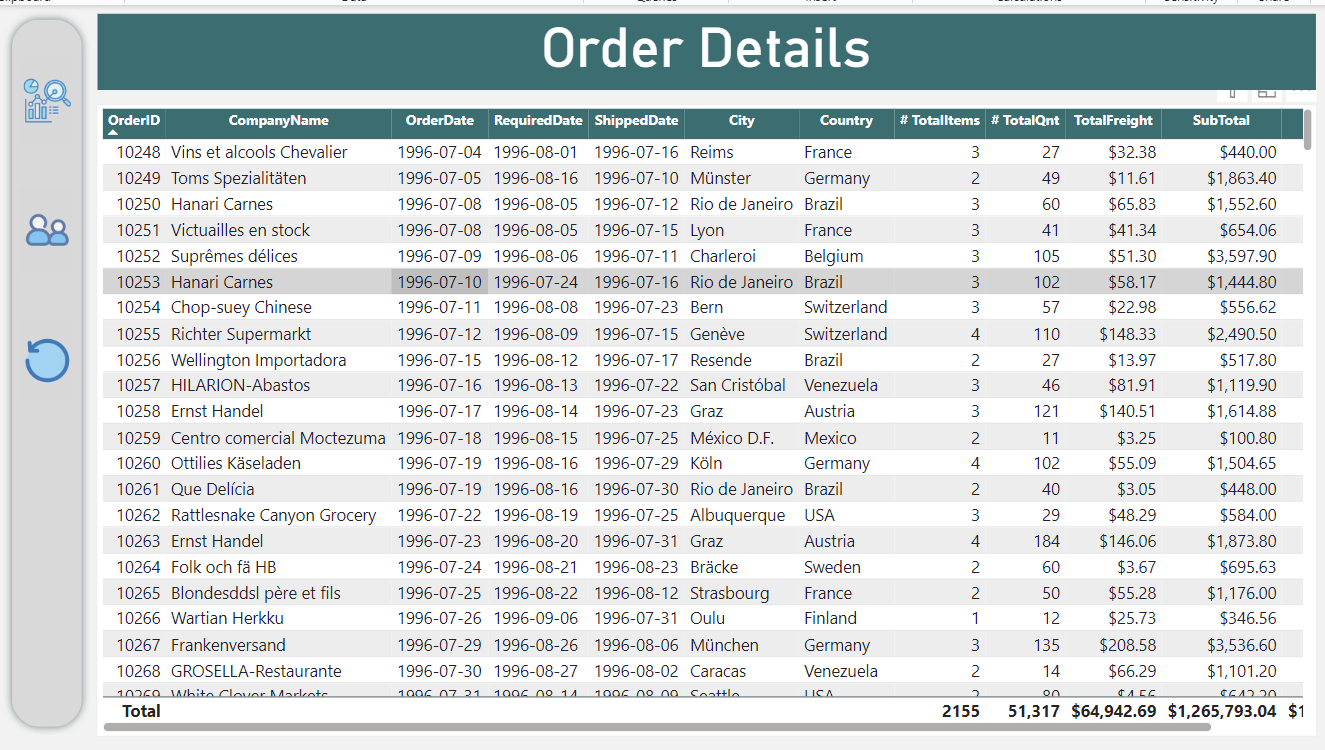 Order Details
OrderID CompanyName OrderDate RequiredDate ShippedDate City Country # TotalItems # TotalQnt TotalFreight SubTotal
10248 Vins et alcools Chevalier 1996-07-04 1996-08-01 1996-07-16 Reims France 3 27 $32.38 $440.00
10249 Toms Spezialitäten 1996-07-05 1996-08-16 1996-07-10 Münster Germany 2 49 $11.61 $1,863.40
10250 Hanari Carnes 1996-07-08 1996-08-05 1996-07-12 Rio de Janeiro Brazil 3 60 $65.83 $1,552.60
10251 Victuailles en stock 1996-07-08 1996-08-05 1996-07-15 Lyon France 3 41 $41.34 $654.06
10252 Suprêmes délices 1996-07-09 1996-08-06 1996-07-11 Charleroi Belgium 3 105 $51.30 $3,597.90
10253 Hanari Carnes 1996-07-10 1996-07-24 1996-07-16 Rio de Janeiro Brazil 3 102 $58.17 $1,444.80
10254 Chop-suey Chinese 1996-07-11 1996-08-08 1996-07-23 Bern Switzerland 3 57 $22.98 $556.62
10255 Richter Supermarkt 1996-07-12 1996-08-09 1996-07-15 Genève Switzerland 4 110 $148.33 $2,490.50
10256 Wellington Importadora 1996-07-15 1996-08-12 1996-07-17 Resende Brazil 2 27 $13.97 $517.80
10257 HILARION-Abastos 1996-07-16 1996-08-13 1996-07-22 San Cristóbal Venezuela 3 46 $81.91 $1,119.90
10258 Ernst Handel 1996-07-17 1996-08-14 1996-07-23 Graz Austria 3 121 $140.51 $1,614.88
10259 Centro comercial Moctezuma 1996-07-18 1996-08-15 1996-07-25 México D.F. Mexico 2 11 $3.25 $100.80
10260 Ottilies Käseladen 1996-07-19 1996-08-16 1996-07-29 Köln Germany 4 102 $55.09 $1,504.65
10261 Que Delícia 1996-07-19 1996-08-16 1996-07-30 Rio de Janeiro Brazil 2 40 $3.05 $448.00
10262 Rattlesnake Canyon Grocery 1996-07-22 1996-08-19 1996-07-25 Albuquerque USA 3 29 $48.29 $584.00
10263 Ernst Handel 1996-07-23 1996-08-20 1996-07-31 Graz Austria 4 184 $146.06 $1,873.80
10264 Folk och fä HB 1996-07-24 1996-08-21 1996-08-23 Bräcke Sweden 2 60 $3.67 $695.63
10265 Blondesddsl père et fils 1996-07-25 1996-08-22 1996-08-12 Strasbourg France 2 50 $55.28 $1,176.00
10266 Wartian Herkku 1996-07-26 1996-09-06 1996-07-31 Oulu Finland 1 12 $25.73 $346.56
10267 Frankenversand 1996-07-29 1996-08-26 1996-08-06 München Germany 3 135 $208.58 $3,536.60
10268 GROSELLA-Restaurante 1996-07-30 1996-08-27 1996-08-02 Caracas Venezuela 2 14 $66.29 $1,101.20
10269 White Clover Markets 1996-07-31 1996-08-14 1996-08-09 Seattle USA 2 80 $4.56 $642.20
Total 2155 51,317 $64,942.69 $1,265,793.04